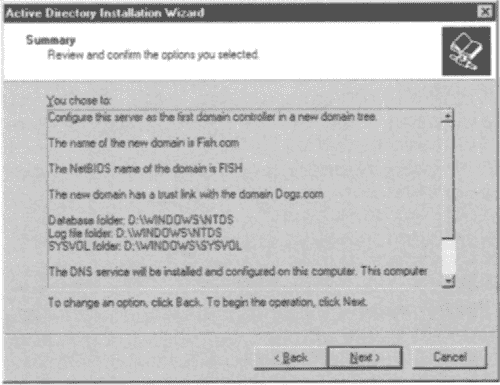 Active Directory Installation Wizard
Summary
Review and confirm the options you selected.
You chose to:
Configure this server as the first domain controller in a new domain tree.
The name of the new domain is Fish.com
The NetBIOS name of the domain is FISH
The new domain has a trust link with the domain Dogs.com
Database folder: D:\WINDOWS\NTDS
Log file folder: D:\WINDOWS\NTDS
SYSVOL folder: D:\WINDOWS\SYSVOL
The DNS service will be installed and configured on this computer. This computer
To change an option, click Back. To begin the operation, click Next.
< Back
Next >
Cancel